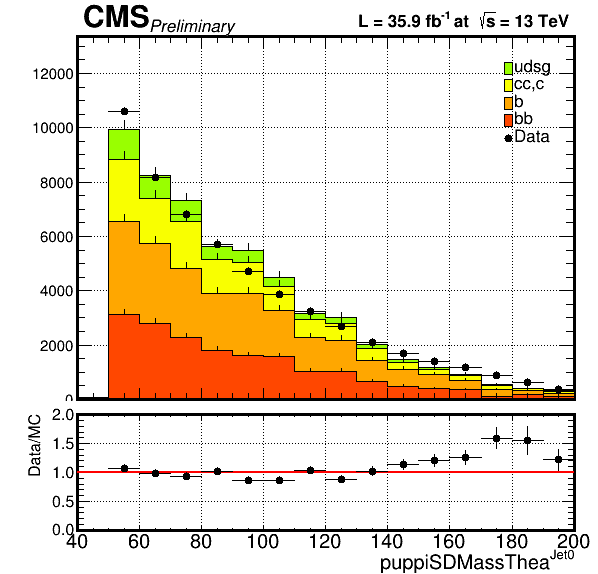 CMS Preliminary L = 35.9 fb⁻¹ at √s = 13 TeV
udsg
cc,c
b
bb
Data
12000
10000
8000
6000
4000
2000
0
Data/MC
2.0
1.5
1.0
0.5
0.0
40 60 80 100 120 140 160 180 200
puppiSDMassThea^Jet0